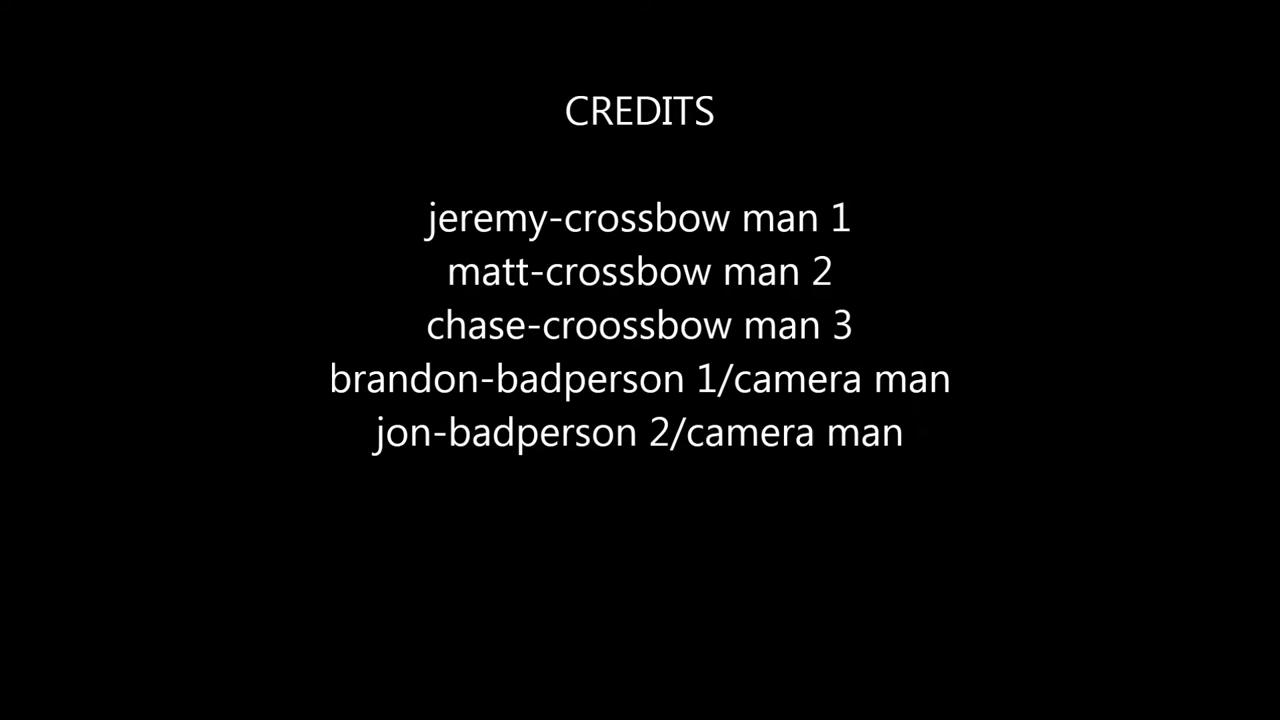 CREDITS
jeremy-crossbow man 1
matt-crossbow man 2
chase-croossbow man 3
brandon-badperson 1/camera man
jon-badperson 2/camera man